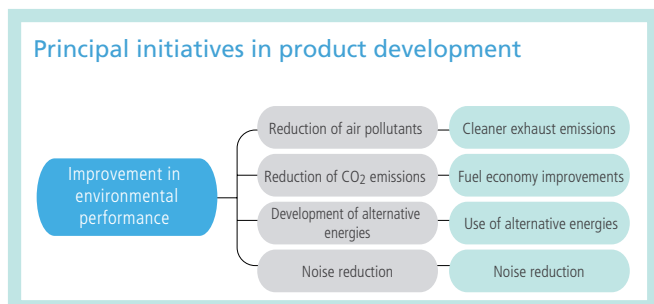 Principal initiatives in product development
Improvement in
environmental
performance
Reduction of air pollutants
Cleaner exhaust emissions
Reduction of CO2 emissions
Fuel economy improvements
Development of alternative
energies
Use of alternative energies
Noise reduction
Noise reduction